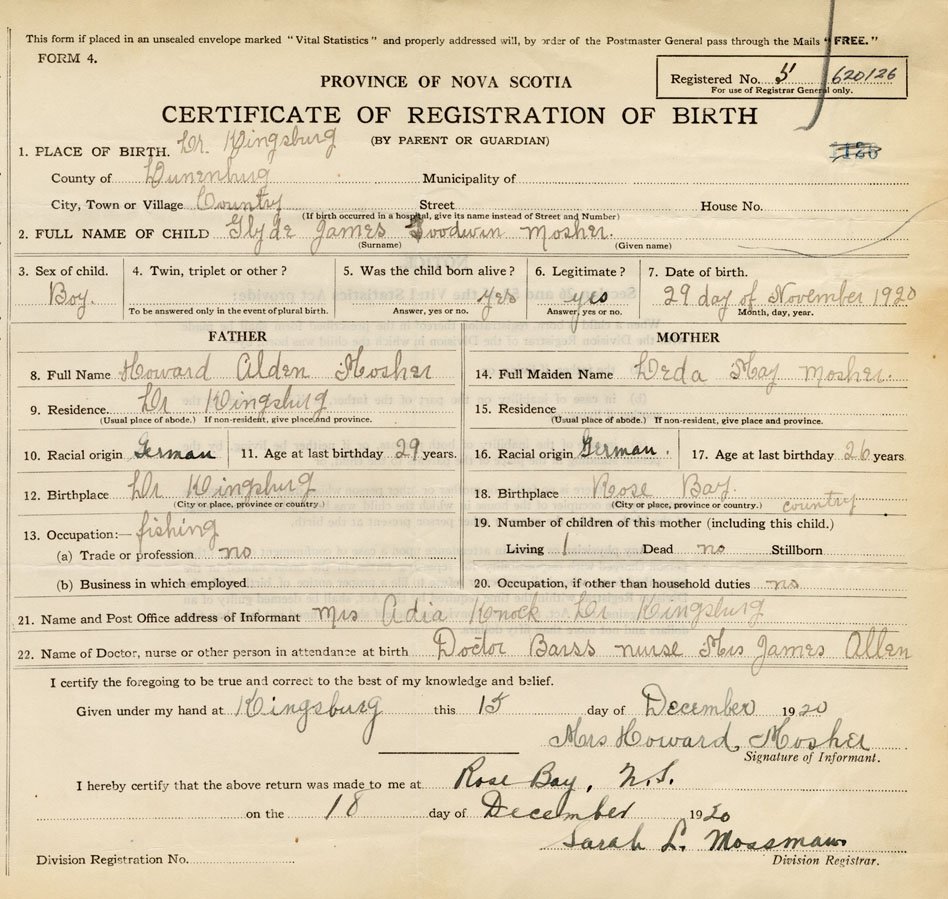 This form if placed in an unsealed envelope marked "Vital Statistics" and properly addressed will, by order of the Postmaster General pass through the Mails "FREE."
FORM 4.
Registered No. 5 620126
For use of Registrar General only.
PROVINCE OF NOVA SCOTIA
CERTIFICATE OF REGISTRATION OF BIRTH
(BY PARENT OR GUARDIAN)
1. PLACE OF BIRTH. Lr. Kingsburg
County of Lunenburg Municipality of
City, Town or Village Country Street House No.
(If birth occurred in a hospital, give its name instead of Street and Number)
2. FULL NAME OF CHILD Glyde James Goodwin Mosher.
(Surname) (Given name)
3. Sex of child. 4. Twin, triplet or other? 5. Was the child born alive? 6. Legitimate? 7. Date of birth.
Boy. yes yes 29 day of November 1920
To be answered only in the event of plural birth. Answer, yes or no. Answer, yes or no. Month, day, year.
FATHER MOTHER
8. Full Name Howard Alden Mosher 14. Full Maiden Name Leda May Mosher.
9. Residence. Lr Kingsburg 15. Residence
(Usual place of abode.) If non-resident, give place and province. (Usual place of abode.) If non-resident, give place and province.
10. Racial origin German 11. Age at last birthday 29 years. 16. Racial origin German. 17. Age at last birthday 26 years
12. Birthplace Lr Kingsburg 18. Birthplace Rose Bay.
(City or place, province or country.) (City or place, province or country.) country
13. Occupation:— fishing 19. Number of children of this mother (including this child.)
(a) Trade or profession no Living 1 Dead no Stillborn
(b) Business in which employed 20. Occupation, if other than household duties no
21. Name and Post Office address of Informant Mrs Adia Knock Lr Kingsburg
22. Name of Doctor, nurse or other person in attendance at birth Doctor Barss nurse Mrs James Allen
I certify the foregoing to be true and correct to the best of my knowledge and belief.
Given under my hand at Kingsburg this 15 day of December 1920
Mrs Howard Mosher
Signature of Informant.
I hereby certify that the above return was made to me at Rose Bay, N.S.
on the 18 day of December 1920
Sarah L. Mossman
Division Registration No. Division Registrar.